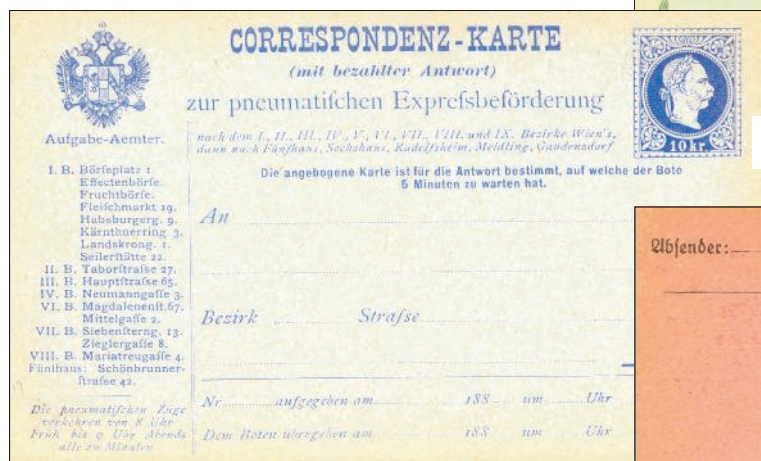 CORRESPONDENZ-KARTE
(mit bezahlter Antwort)
zur pneumatiſchen Expreſsbeförderung
nach dem I., II., III., IV., V., VI., VII., VIII. und IX. Bezirke Wien's,
dann nach Fünfhaus, Sechshaus, Rudolfsheim, Meidling, Gaudenzdorf
Die angebogene Karte ist für die Antwort bestimmt, auf welche der Bote
5 Minuten zu warten hat.
10 kr.
Aufgabe-Aemter.
I. B. Börſeplatz 1
Effectenbörſe.
Fruchtbörſe.
Fleiſchmarkt 19.
Habsburgerg. 9.
Kärnthnerring 3.
Landskrong. 1.
Seilerſtätte 22.
II. B. Taborſtraſse 27.
III. B. Hauptſtraſse 65.
IV. B. Neumanngaſſe 3.
VI. B. Magdalenenſt. 67.
Mittelgaſſe 2.
VII. B. Siebenſterng. 13.
Zieglergaſſe 8.
VIII. B. Mariatreugaſſe 4.
Fünfhaus: Schönbrunner-
ſtraſse 42.
Die pneumatiſchen Züge
verkehren von 8 Uhr
Früh bis 9 Uhr Abends
alle 20 Minuten
An
Bezirk Straſse
Nr. aufgegeben am 188 um Uhr
Dem Boten übergeben am 188 um Uhr
Abſender: